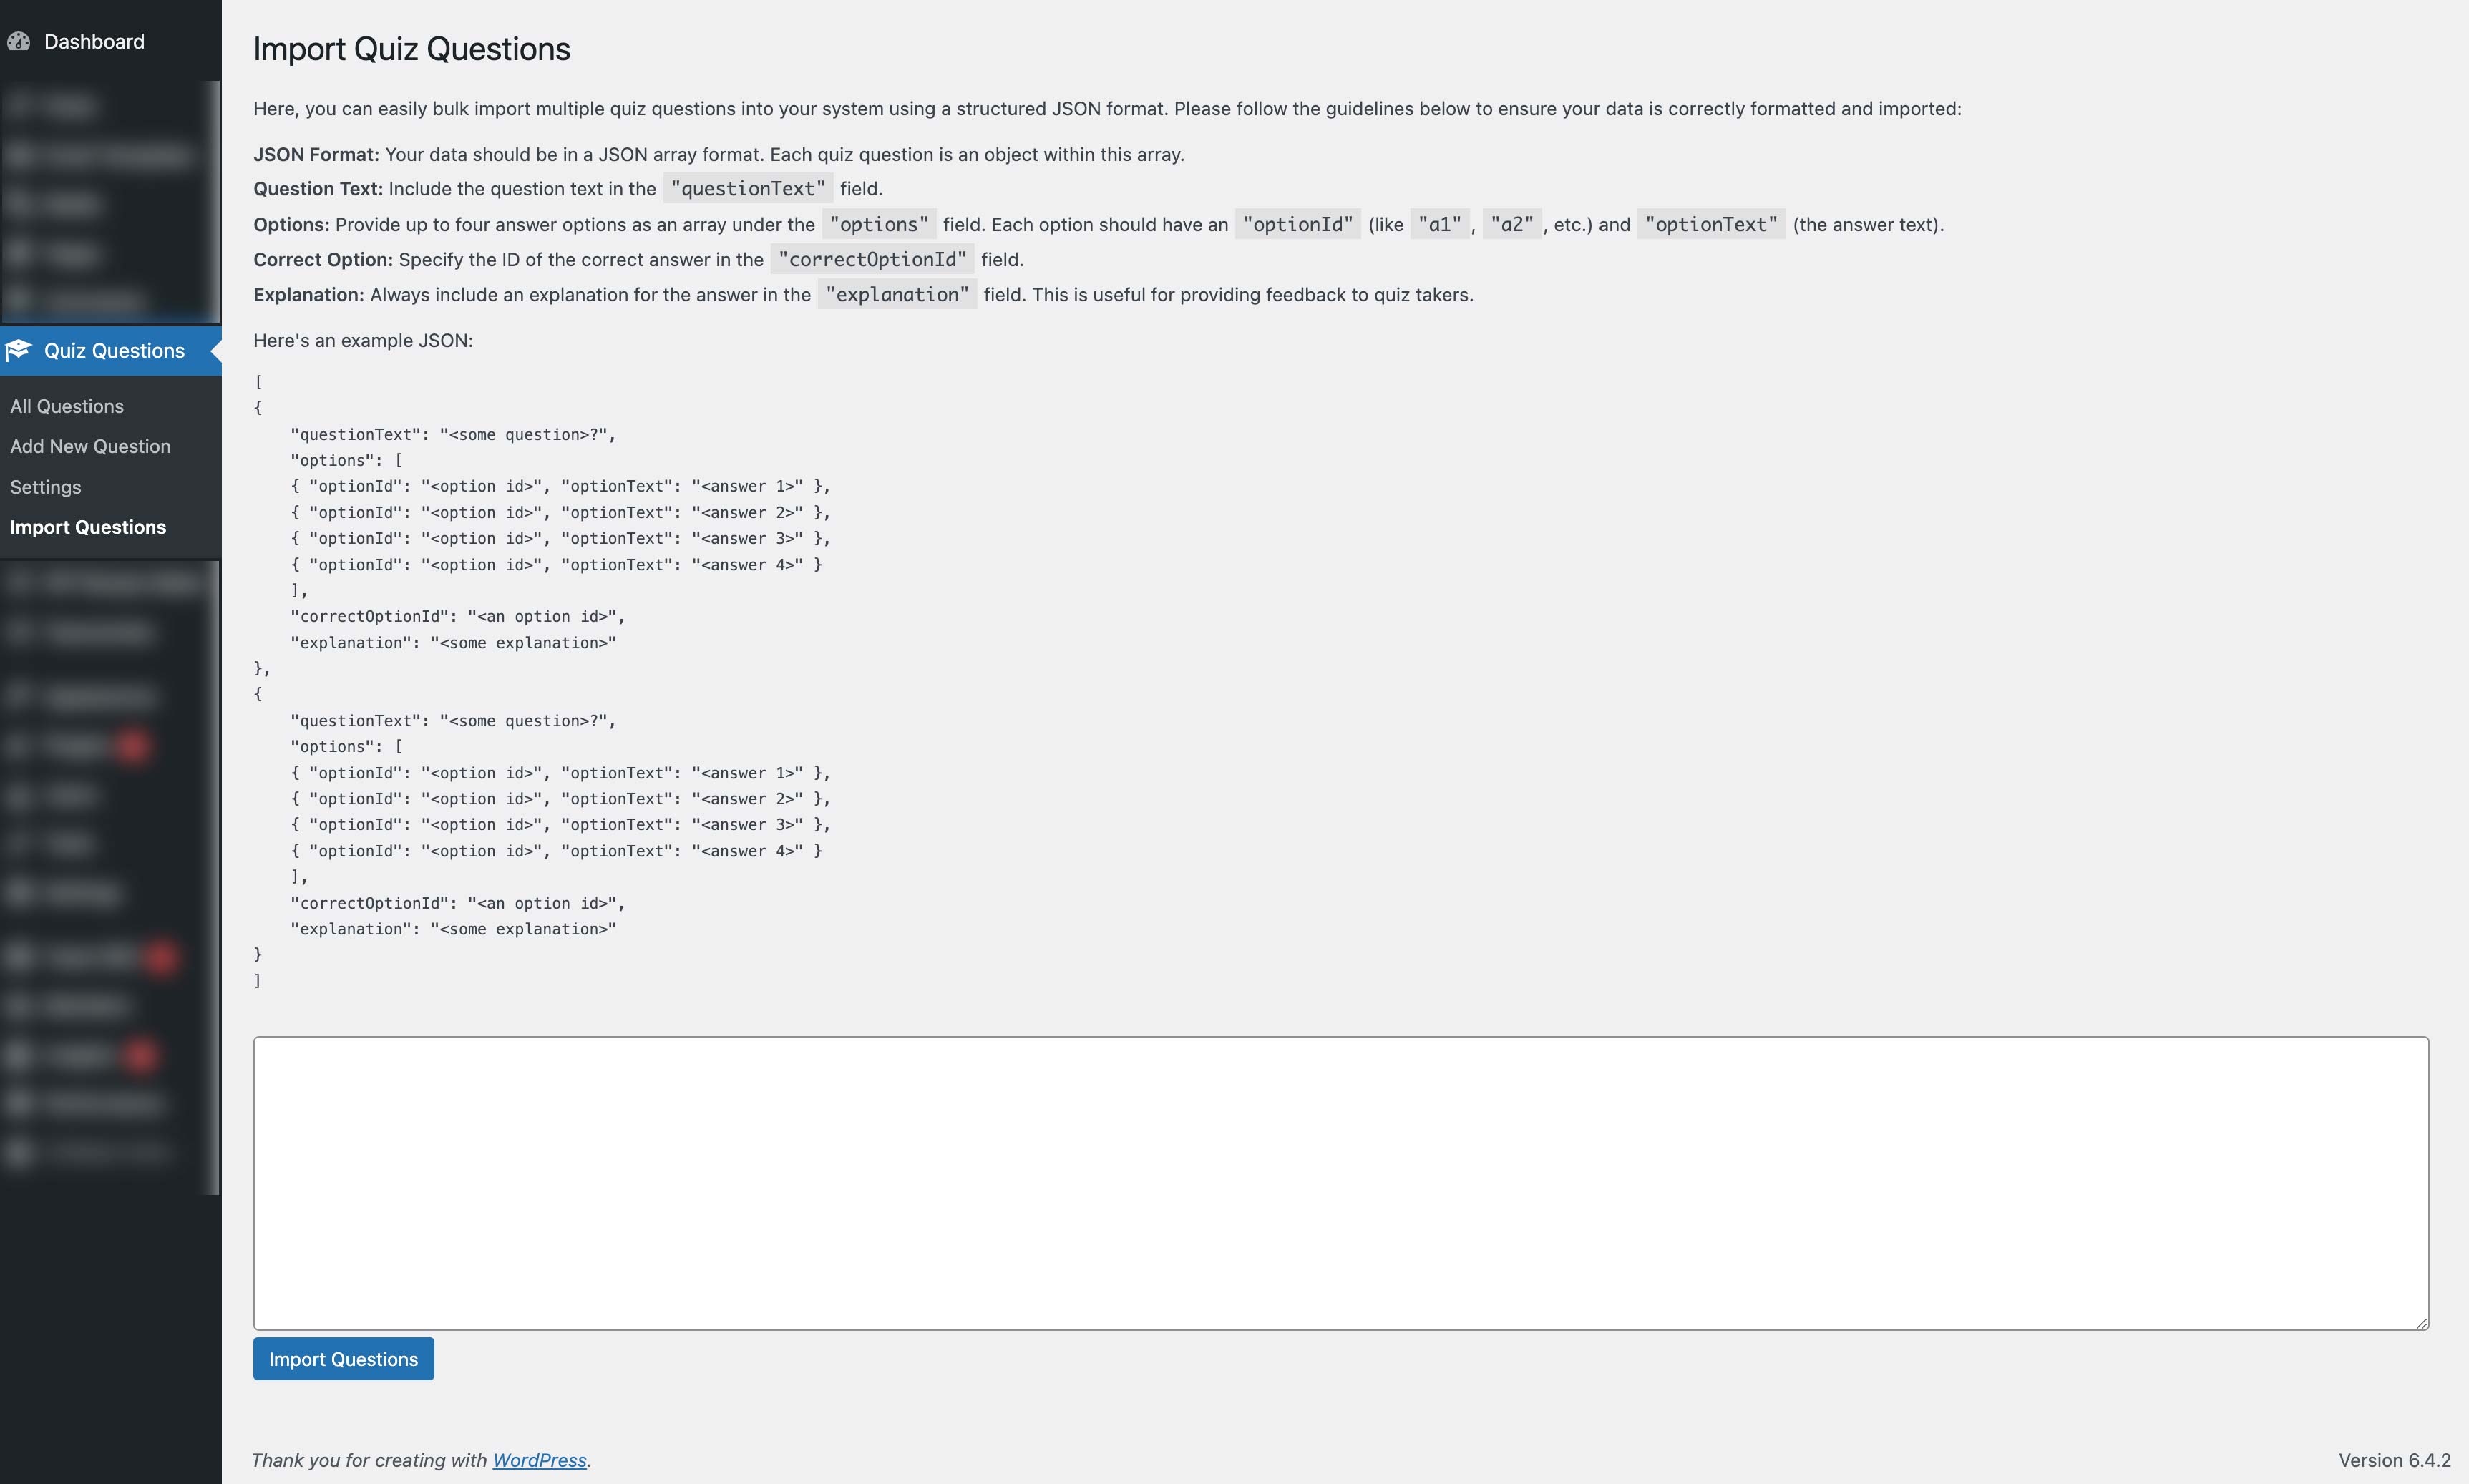 Dashboard
Quiz Questions
All Questions
Add New Question
Settings
Import Questions
Import Quiz Questions
Here, you can easily bulk import multiple quiz questions into your system using a structured JSON format. Please follow the guidelines below to ensure your data is correctly formatted and imported:
JSON Format: Your data should be in a JSON array format. Each quiz question is an object within this array.
Question Text: Include the question text in the "questionText" field.
Options: Provide up to four answer options as an array under the "options" field. Each option should have an "optionId" (like "a1", "a2", etc.) and "optionText" (the answer text).
Correct Option: Specify the ID of the correct answer in the "correctOptionId" field.
Explanation: Always include an explanation for the answer in the "explanation" field. This is useful for providing feedback to quiz takers.
Here's an example JSON:
[
{
    "questionText": "<some question>?",
    "options": [
    { "optionId": "<option id>", "optionText": "<answer 1>" },
    { "optionId": "<option id>", "optionText": "<answer 2>" },
    { "optionId": "<option id>", "optionText": "<answer 3>" },
    { "optionId": "<option id>", "optionText": "<answer 4>" }
    ],
    "correctOptionId": "<an option id>",
    "explanation": "<some explanation>"
},
{
    "questionText": "<some question>?",
    "options": [
    { "optionId": "<option id>", "optionText": "<answer 1>" },
    { "optionId": "<option id>", "optionText": "<answer 2>" },
    { "optionId": "<option id>", "optionText": "<answer 3>" },
    { "optionId": "<option id>", "optionText": "<answer 4>" }
    ],
    "correctOptionId": "<an option id>",
    "explanation": "<some explanation>"
}
]
Import Questions
Thank you for creating with WordPress.
Version 6.4.2